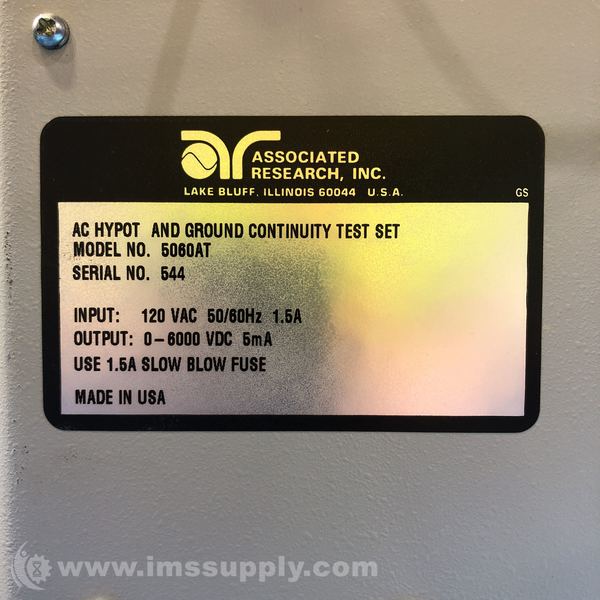 ar ASSOCIATED
RESEARCH, INC.
LAKE BLUFF, ILLINOIS 60044 U.S.A.
GS
AC HYPOT AND GROUND CONTINUITY TEST SET
MODEL NO. 5060AT
SERIAL NO. 544
INPUT: 120 VAC 50/60Hz 1.5A
OUTPUT: 0-6000 VDC 5mA
USE 1.5A SLOW BLOW FUSE
MADE IN USA
www.imssupply.com